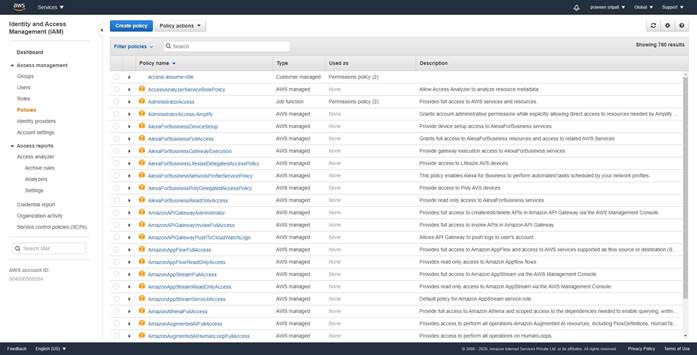 aws Services praveen sripati Global Support
Identity and Access Management (IAM)
Dashboard
Access management
Groups
Users
Roles
Policies
Identity providers
Account settings
Access reports
Access analyzer
Archive rules
Analyzers
Settings
Credential report
Organization activity
Service control policies (SCPs)
Search IAM
AWS account ID:
Create policy Policy actions
Filter policies Search Showing 760 results
Policy name Type Used as Description
access-assume-role Customer managed Permissions policy (2)
AccessAnalyzerServiceRolePolicy AWS managed None Allow Access Analyzer to analyze resource metadata
AdministratorAccess Job function Permissions policy (2) Provides full access to AWS services and resources.
AdministratorAccess-Amplify AWS managed None Grants account administrative permissions while explicitly allowing direct access to resources needed by Amplify ...
AlexaForBusinessDeviceSetup AWS managed None Provide device setup access to AlexaForBusiness services
AlexaForBusinessFullAccess AWS managed None Grants full access to AlexaForBusiness resources and access to related AWS Services
AlexaForBusinessGatewayExecution AWS managed None Provide gateway execution access to AlexaForBusiness services
AlexaForBusinessLifesizeDelegatedAccessPolicy AWS managed None Provide access to Lifesize AVS devices
AlexaForBusinessNetworkProfileServicePolicy AWS managed None This policy enables Alexa for Business to perform automated tasks scheduled by your network profiles.
AlexaForBusinessPolyDelegatedAccessPolicy AWS managed None Provide access to Poly AVS devices
AlexaForBusinessReadOnlyAccess AWS managed None Provide read only access to AlexaForBusiness services
AmazonAPIGatewayAdministrator AWS managed None Provides full access to create/edit/delete APIs in Amazon API Gateway via the AWS Management Console.
AmazonAPIGatewayInvokeFullAccess AWS managed None Provides full access to invoke APIs in Amazon API Gateway.
AmazonAPIGatewayPushToCloudWatchLogs AWS managed None Allows API Gateway to push logs to user's account.
AmazonAppFlowFullAccess AWS managed None Provides full access to Amazon AppFlow and access to AWS services supported as flow source or destination (S...
AmazonAppFlowReadOnlyAccess AWS managed None Provides read only access to Amazon Appflow flows
AmazonAppStreamFullAccess AWS managed None Provides full access to Amazon AppStream via the AWS Management Console.
AmazonAppStreamReadOnlyAccess AWS managed None Provides read only access to Amazon AppStream via the AWS Management Console.
AmazonAppStreamServiceAccess AWS managed None Default policy for Amazon AppStream service role.
AmazonAthenaFullAccess AWS managed None Provide full access to Amazon Athena and scoped access to the dependencies needed to enable querying, writin...
AmazonAugmentedAIFullAccess AWS managed None Provides access to perform all operations Amazon Augmented AI resources, including FlowDefinitions, HumanTa...
AmazonAugmentedAIHumanLoopFullAccess AWS managed None Provides access to perform all operations on HumanLoops.
Feedback English (US) © 2008 - 2020, Amazon Internet Services Private Ltd. or its affiliates. All rights reserved. Privacy Policy Terms of Use